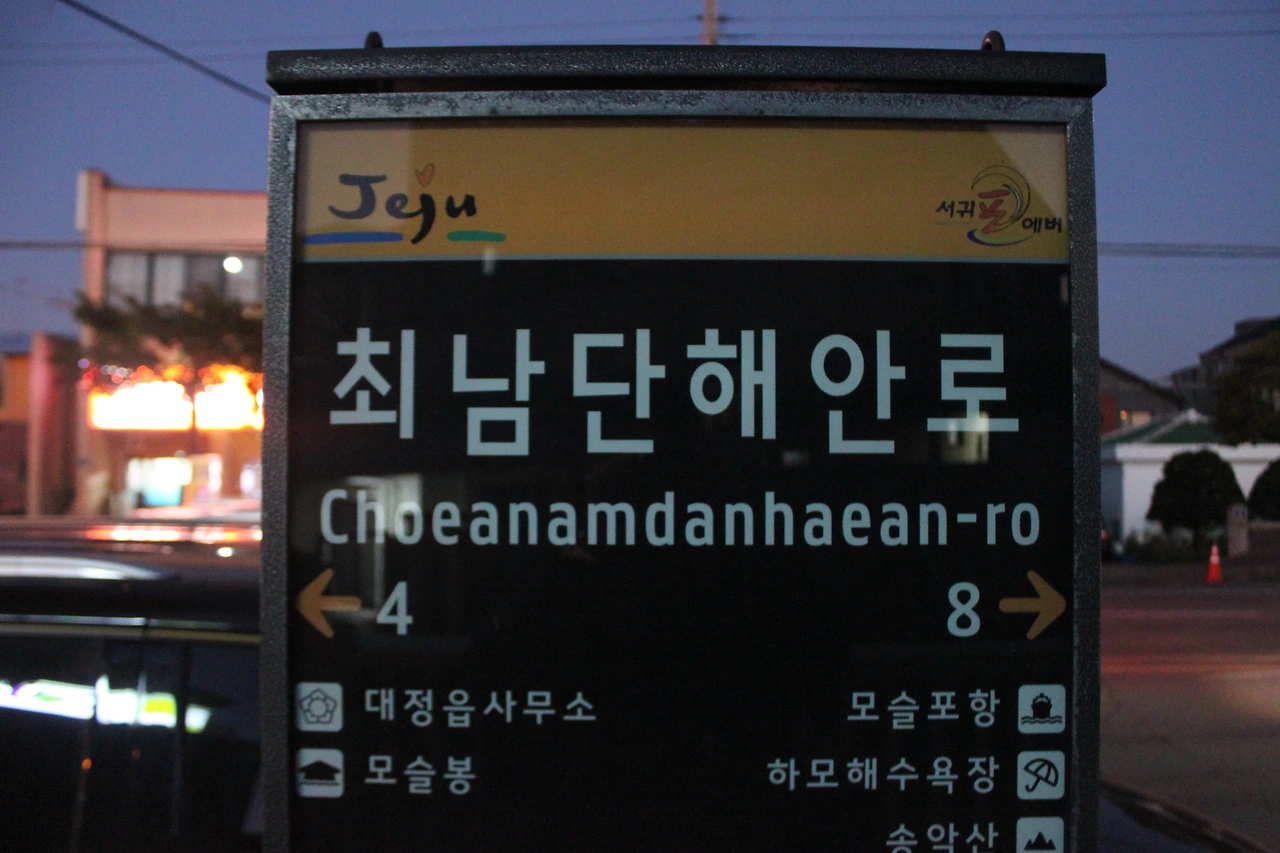 Jeju
서귀포에버
최남단해안로
Choeanamdanhaean-ro
← 4 8 →
대정읍사무소 모슬포항
모슬봉 하모해수욕장
송악산